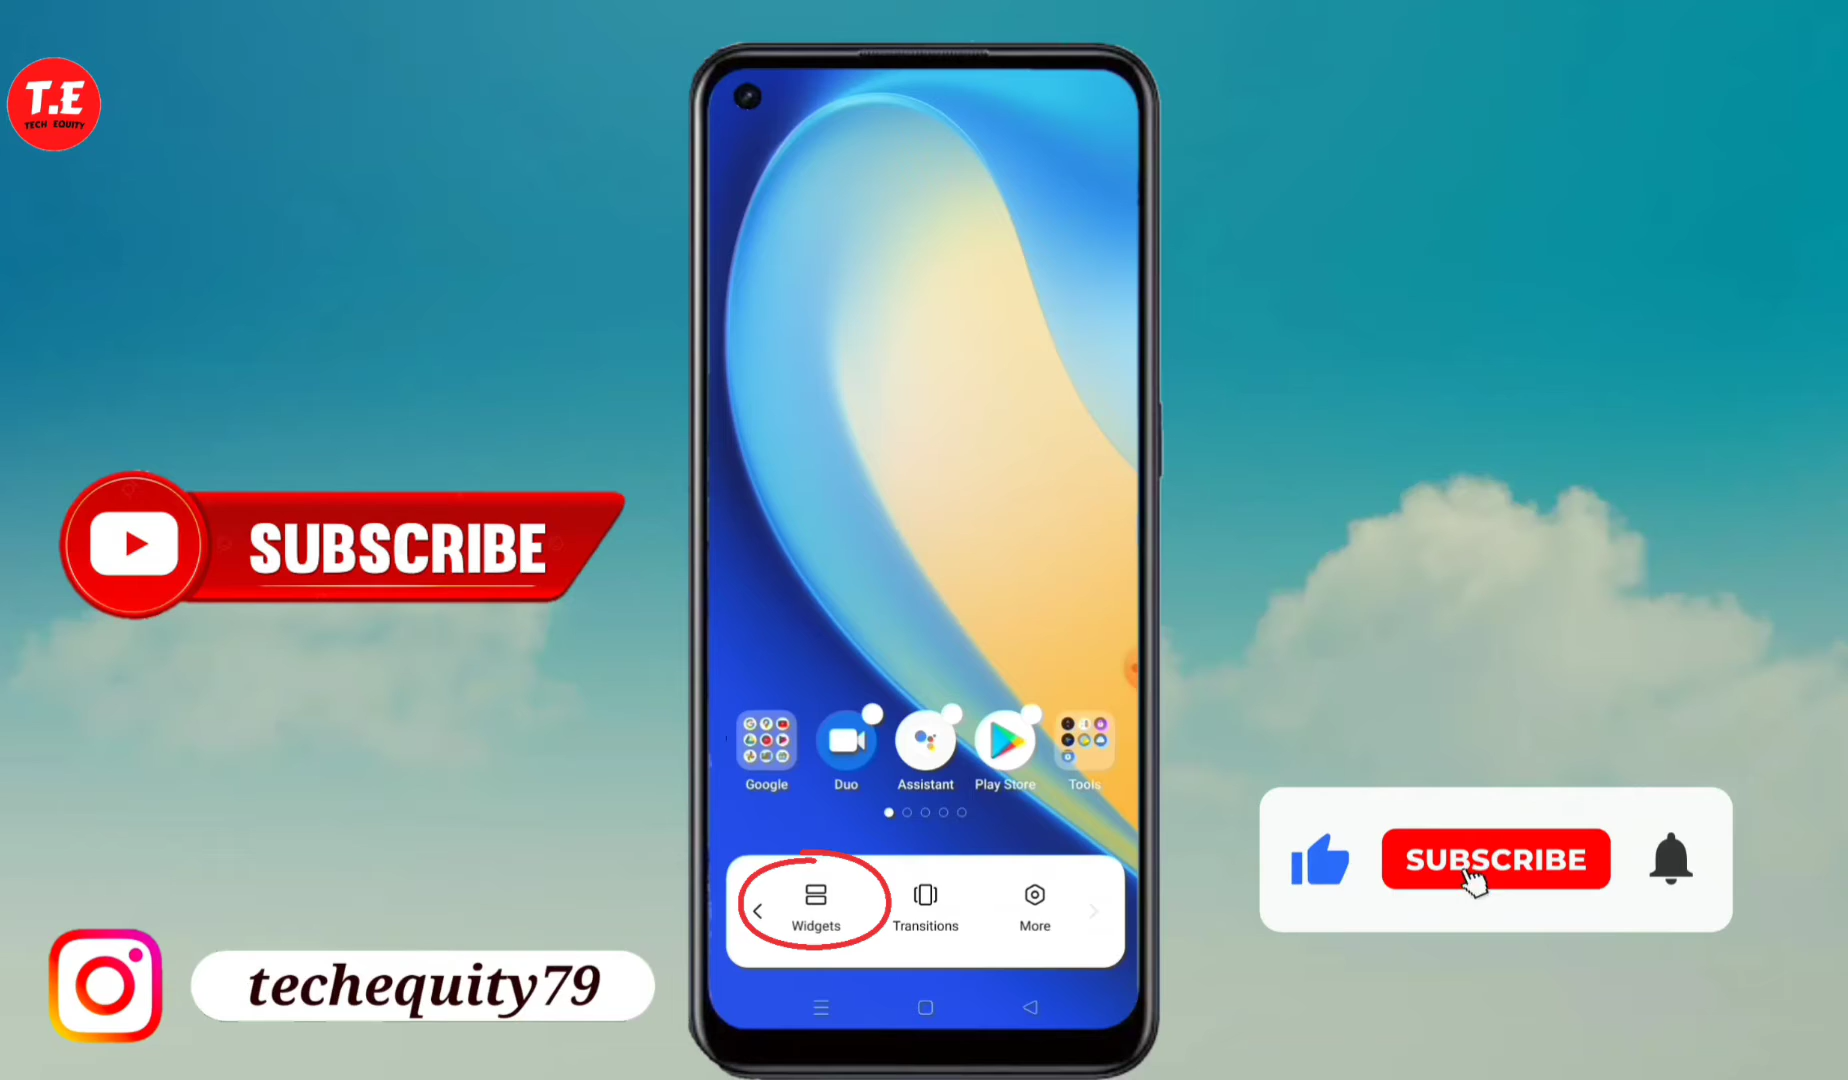 T.E
TECH EQUITY
SUBSCRIBE
techequity79
Google
Duo
Assistant
Play Store
Tools
Widgets
Transitions
More
SUBSCRIBE